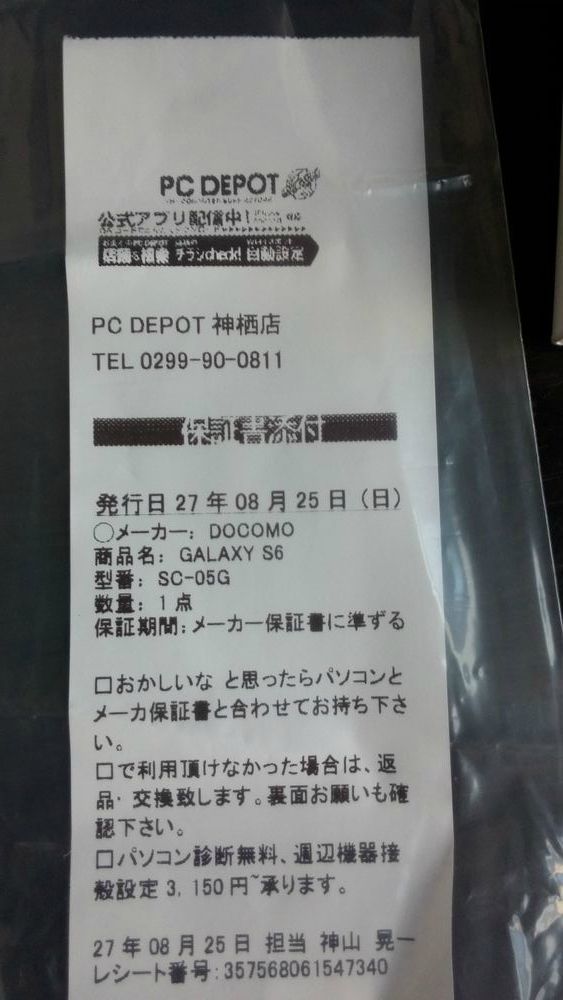 PC DEPOT
公式アプリ配信中!
PC DEPOT
店舗&検索 チラシcheck! 自動設定
PC DEPOT 神栖店
TEL 0299-90-0811
保証書添付
発行日 27 年 08 月 25 日 (日)
○メーカー: DOCOMO
商品名: GALAXY S6
型番: SC-05G
数量: 1 点
保証期間:メーカー保証書に準ずる
□おかしいな と思ったらパソコンと
メーカ保証書と合わせてお持ち下さ
い。
□で利用頂けなかった場合は、返
品・交換致します。裏面お願いも確
認下さい。
□パソコン診断無料、週辺機器接
殻設定 3,150円~承ります。
27 年 08 月 25 日 担当 神山 晃一
レシート番号:357568061547340